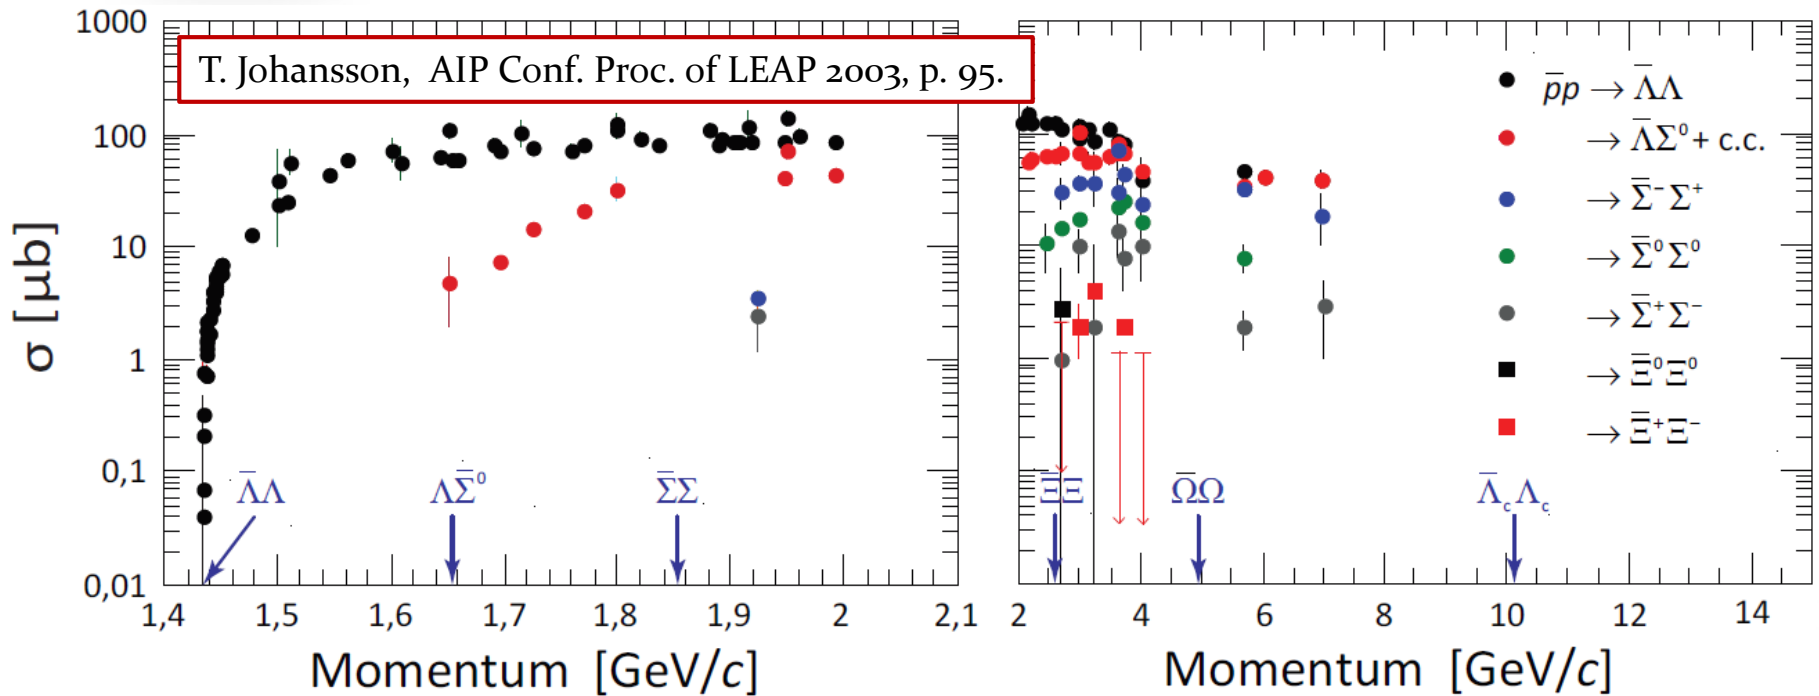 1000
100
10
1
0,1
0,01
σ [μb]
T. Johansson, AIP Conf. Proc. of LEAP 2003, p. 95.
Λ̅Λ
ΛΣ̅⁰
Σ̅Σ
1,4 1,5 1,6 1,7 1,8 1,9 2 2,1
Momentum [GeV/c]
p̅p → Λ̅Λ
→ Λ̅Σ⁰ + c.c.
→ Σ̅⁻Σ⁺
→ Σ̅⁰Σ⁰
→ Σ̅⁺Σ⁻
→ Ξ̅⁰Ξ⁰
→ Ξ̅⁺Ξ⁻
Ξ̅Ξ
Ω̅Ω
Λ̅cΛc
2 4 6 8 10 12 14
Momentum [GeV/c]